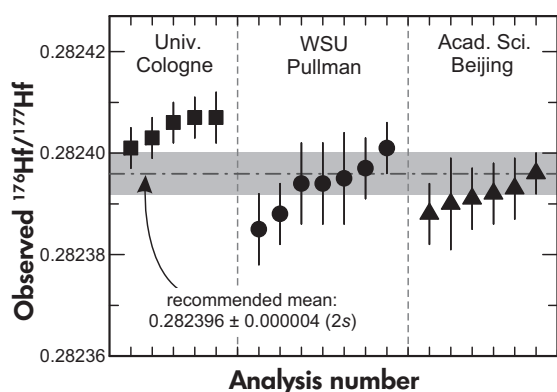 Univ.
Cologne
WSU
Pullman
Acad. Sci.
Beijing
0.28242
0.28240
0.28238
0.28236
Observed ¹⁷⁶Hf/¹⁷⁷Hf
recommended mean:
0.282396 ± 0.000004 (2s)
Analysis number